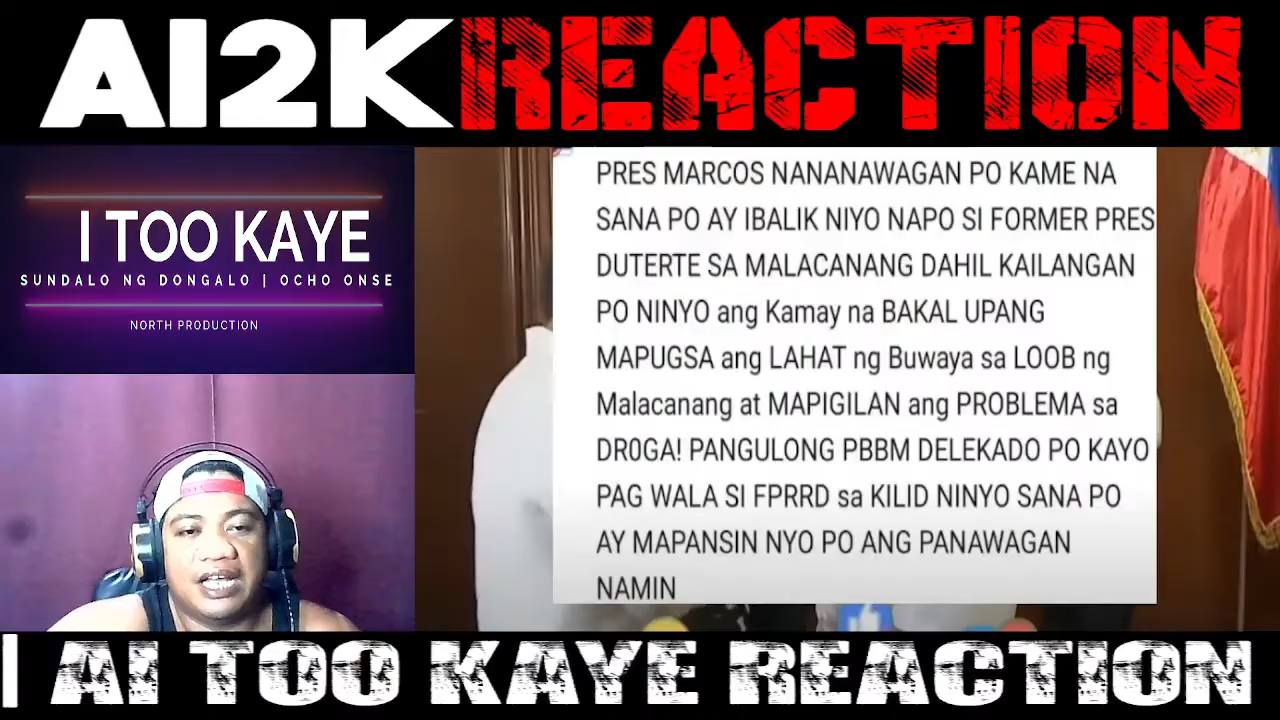 AI2KREACTION
I TOO KAYE
SUNDALO NG DONGALO | OCHO ONSE
NORTH PRODUCTION
PRES MARCOS NANANAWAGAN PO KAME NA
SANA PO AY IBALIK NIYO NAPO SI FORMER PRES
DUTERTE SA MALACANANG DAHIL KAILANGAN
PO NINYO ang Kamay na BAKAL UPANG
MAPUGSA ang LAHAT ng Buwaya sa LOOB ng
Malacanang at MAPIGILAN ang PROBLEMA sa
DR0GA! PANGULONG PBBM DELEKADO PO KAYO
PAG WALA SI FPRRD sa KILID NINYO SANA PO
AY MAPANSIN NYO PO ANG PANAWAGAN
NAMIN
| AI TOO KAYE REACTION